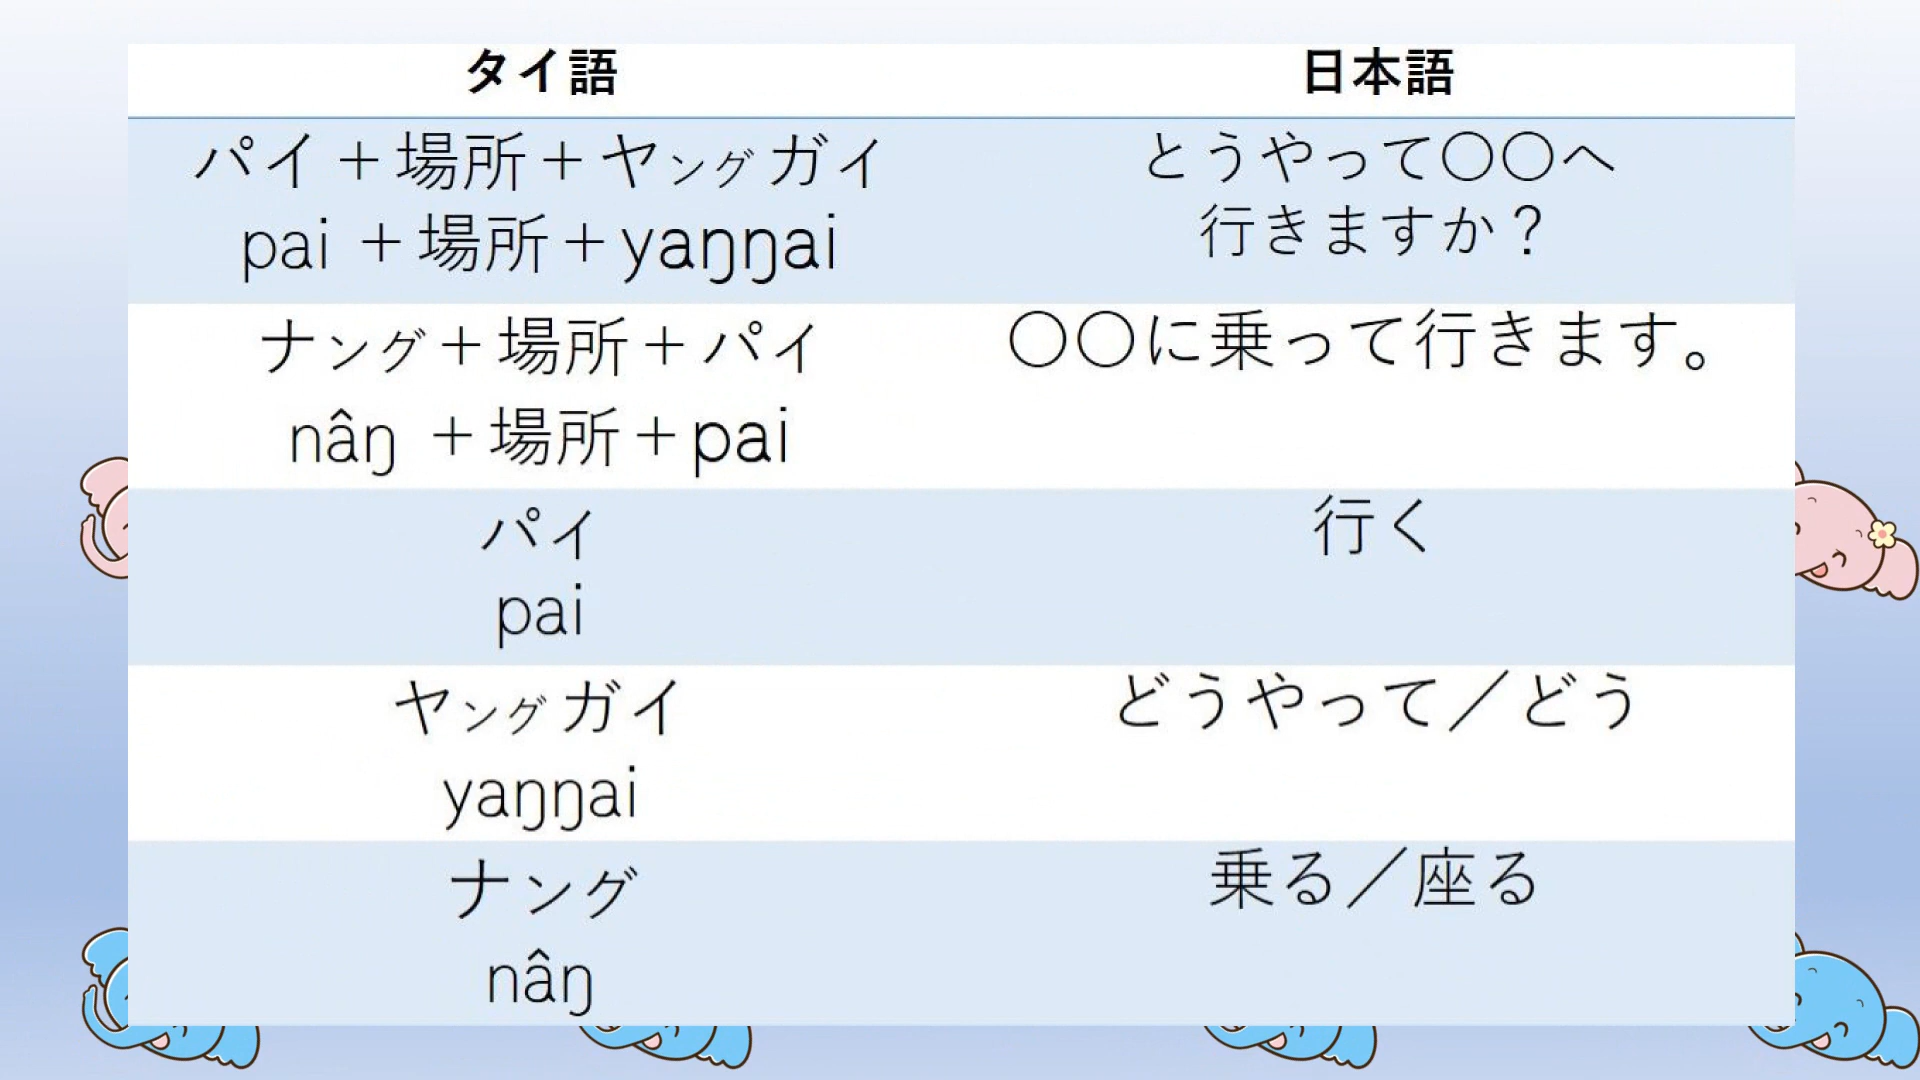 タイ語 日本語
パイ＋場所＋ヤングガイ
pai ＋場所＋yaŋŋai
とうやって〇〇へ
行きますか？
ナング＋場所＋パイ
nâŋ ＋場所＋pai
〇〇に乗って行きます。
パイ
pai
行く
ヤングガイ
yaŋŋai
どうやって／どう
ナング
nâŋ
乗る／座る